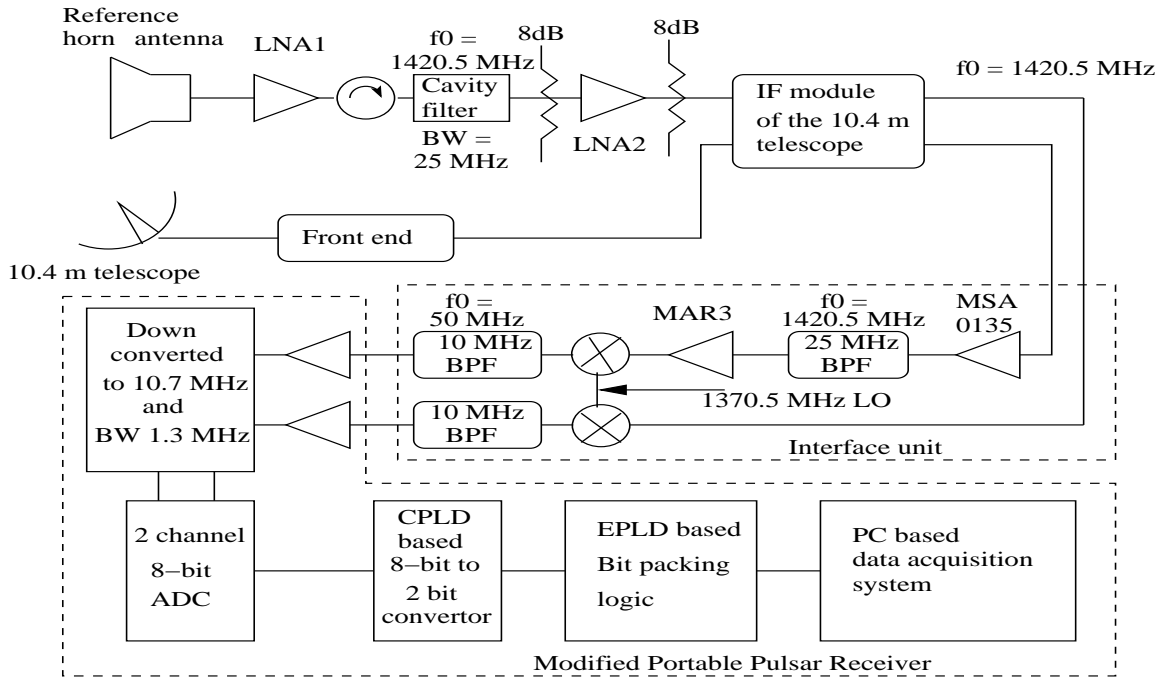 Reference
horn antenna
LNA1
f0 =
1420.5 MHz
Cavity
filter
BW =
25 MHz
8dB
LNA2
8dB
IF module
of the 10.4 m
telescope
f0 = 1420.5 MHz
10.4 m telescope
Front end
Down
converted
to 10.7 MHz
and
BW 1.3 MHz
f0 =
50 MHz
10 MHz
BPF
MAR3
f0 =
1420.5 MHz
25 MHz
BPF
MSA
0135
1370.5 MHz LO
10 MHz
BPF
Interface unit
2 channel
8−bit
ADC
CPLD
based
8−bit to
2 bit
convertor
EPLD based
Bit packing
logic
PC based
data acquisition
system
Modified Portable Pulsar Receiver